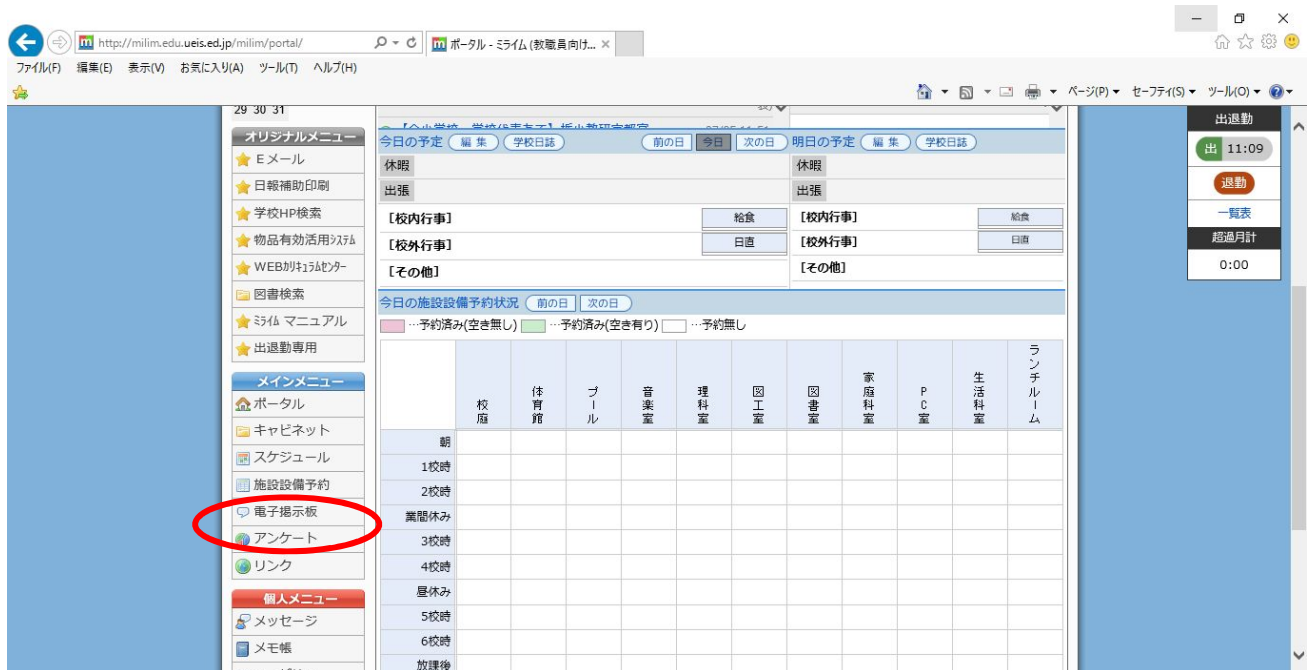 http://milim.edu.ueis.ed.jp/milim/portal/
ポータル - ミライム (教職員向け...
ファイル(F) 編集(E) 表示(V) お気に入り(A) ツール(T) ヘルプ(H)
ページ(P) セーフティ(S) ツール(O)
29 30 31
オリジナルメニュー
Eメール
日報補助印刷
学校HP検索
物品有効活用ｼｽﾃﾑ
WEBｶﾘｷｭﾗﾑｾﾝﾀｰ
図書検索
ﾐﾗｲﾑ マニュアル
出退勤専用
メインメニュー
ポータル
キャビネット
スケジュール
施設設備予約
電子掲示板
アンケート
リンク
個人メニュー
メッセージ
メモ帳
今日の予定 編 集 学校日誌 前の日 今日 次の日
休暇
出張
［校内行事］ 給食
［校外行事］ 日直
［その他］
明日の予定 編 集 学校日誌
休暇
出張
［校内行事］ 給食
［校外行事］ 日直
［その他］
今日の施設設備予約状況 前の日 次の日
…予約済み(空き無し) …予約済み(空き有り) …予約無し
校庭 体育館 プール 音楽室 理科室 図工室 図書室 家庭科室 PC室 生活科室 ランチルーム
朝
1校時
2校時
業間休み
3校時
4校時
昼休み
5校時
6校時
放課後
出退勤
出 11:09
退勤
一覧表
超過月計
0:00